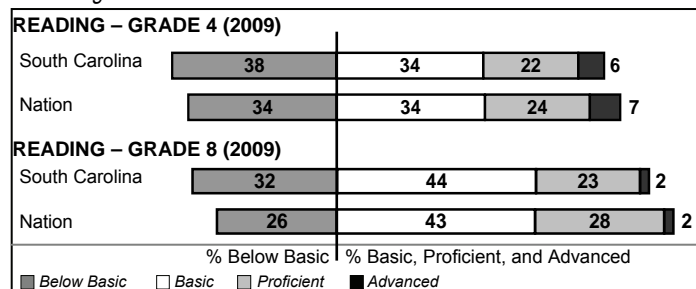 READING – GRADE 4 (2009)
South Carolina 38 34 22 6
Nation 34 34 24 7
READING – GRADE 8 (2009)
South Carolina 32 44 23 2
Nation 26 43 28 2
% Below Basic % Basic, Proficient, and Advanced
Below Basic Basic Proficient Advanced